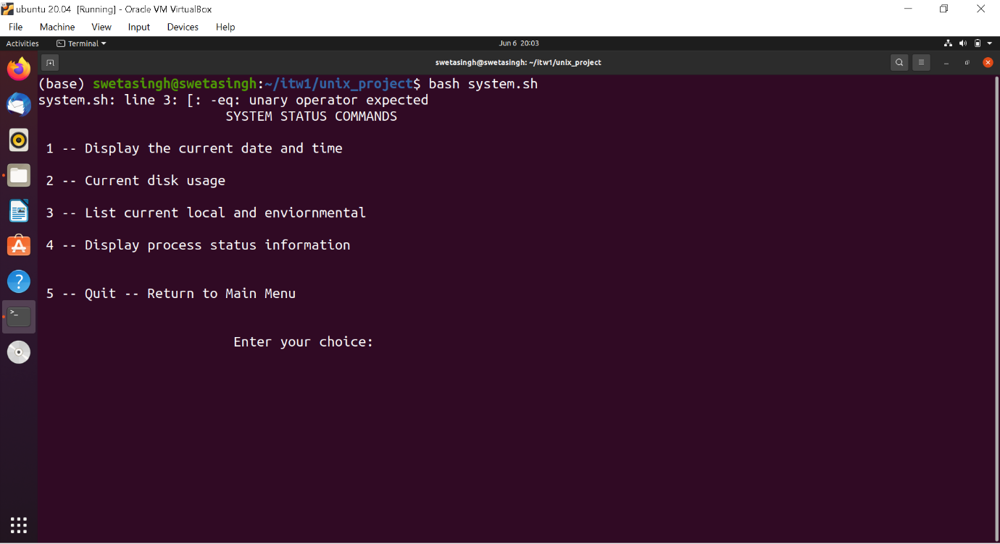 ubuntu 20.04 [Running] - Oracle VM VirtualBox
File Machine View Input Devices Help
Activities Terminal Jun 6 20:03
swetasingh@swetasingh: ~/itw1/unix_project
(base) swetasingh@swetasingh:~/itw1/unix_project$ bash system.sh
system.sh: line 3: [: -eq: unary operator expected
SYSTEM STATUS COMMANDS
1 -- Display the current date and time
2 -- Current disk usage
3 -- List current local and enviornmental
4 -- Display process status information
5 -- Quit -- Return to Main Menu
Enter your choice: